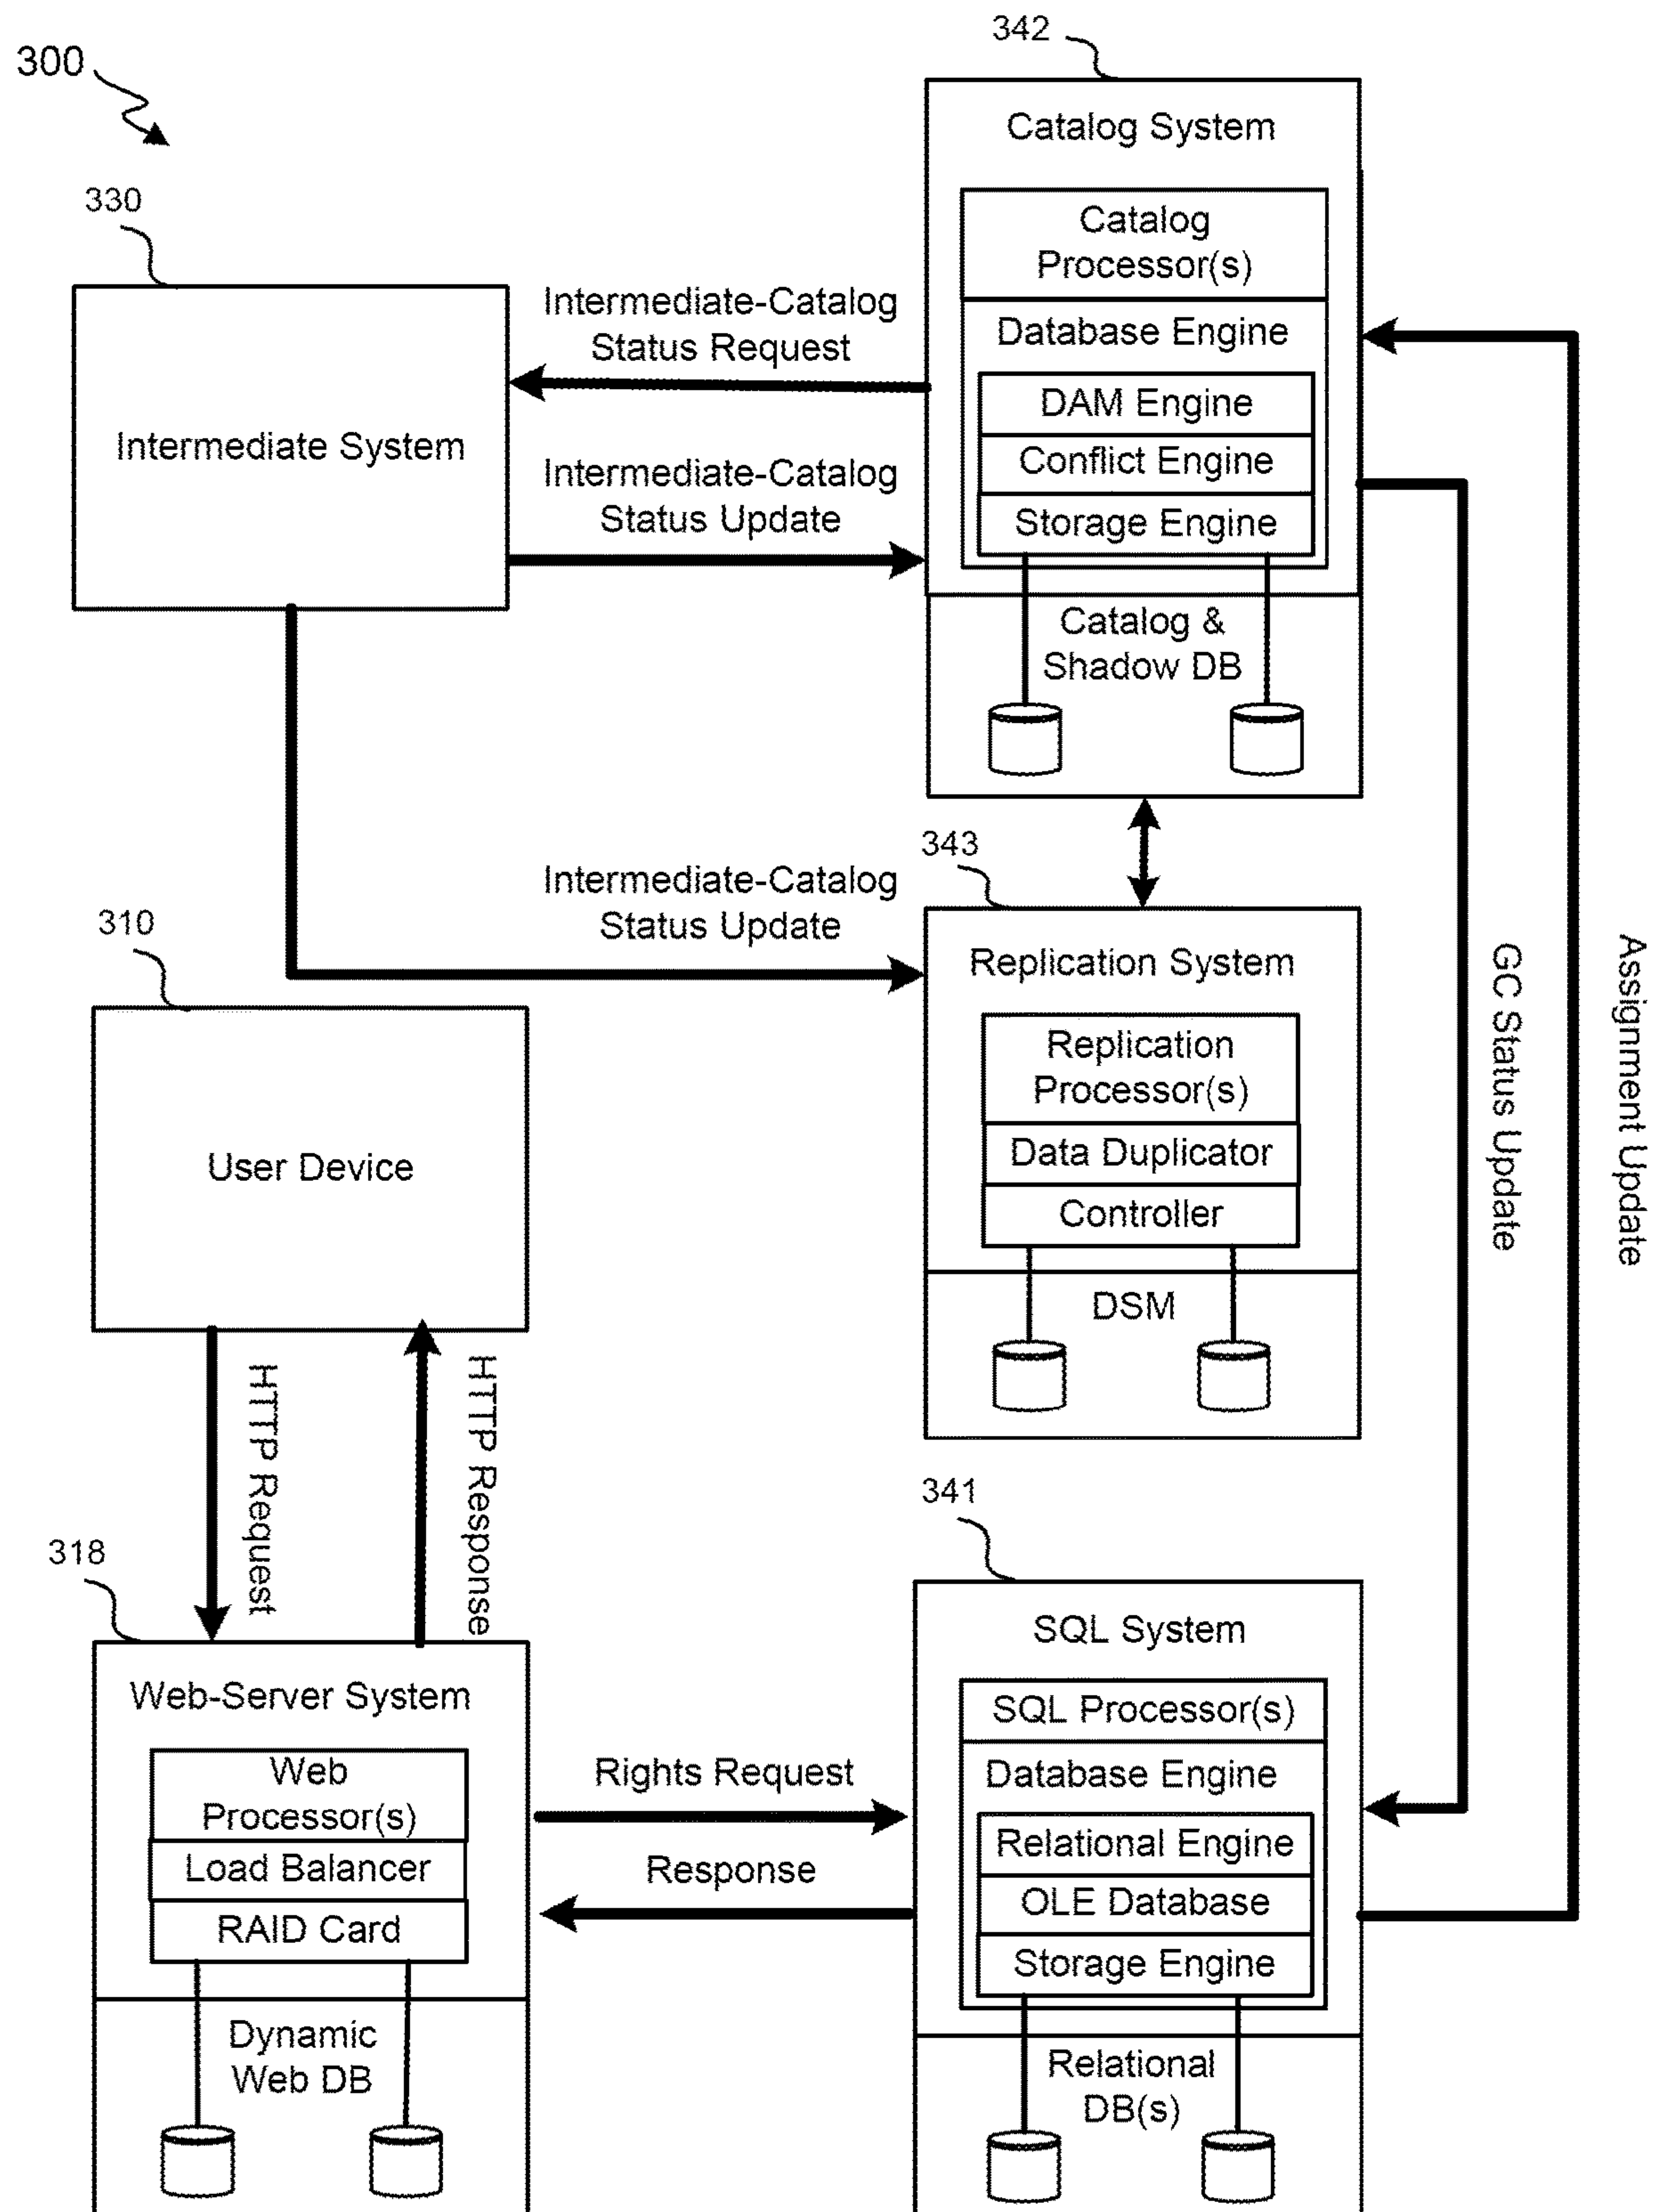 300
342
Catalog System
Catalog
Processor(s)
Database Engine
DAM Engine
Conflict Engine
Storage Engine
Catalog &
Shadow DB
330
Intermediate System
Intermediate-Catalog
Status Request
Intermediate-Catalog
Status Update
Intermediate-Catalog
Status Update
343
Replication System
Replication
Processor(s)
Data Duplicator
Controller
DSM
GC Status Update
Assignment Update
310
User Device
HTTP Request
HTTP Response
318
Web-Server System
Web
Processor(s)
Load Balancer
RAID Card
Dynamic
Web DB
Rights Request
Response
341
SQL System
SQL Processor(s)
Database Engine
Relational Engine
OLE Database
Storage Engine
Relational
DB(s)